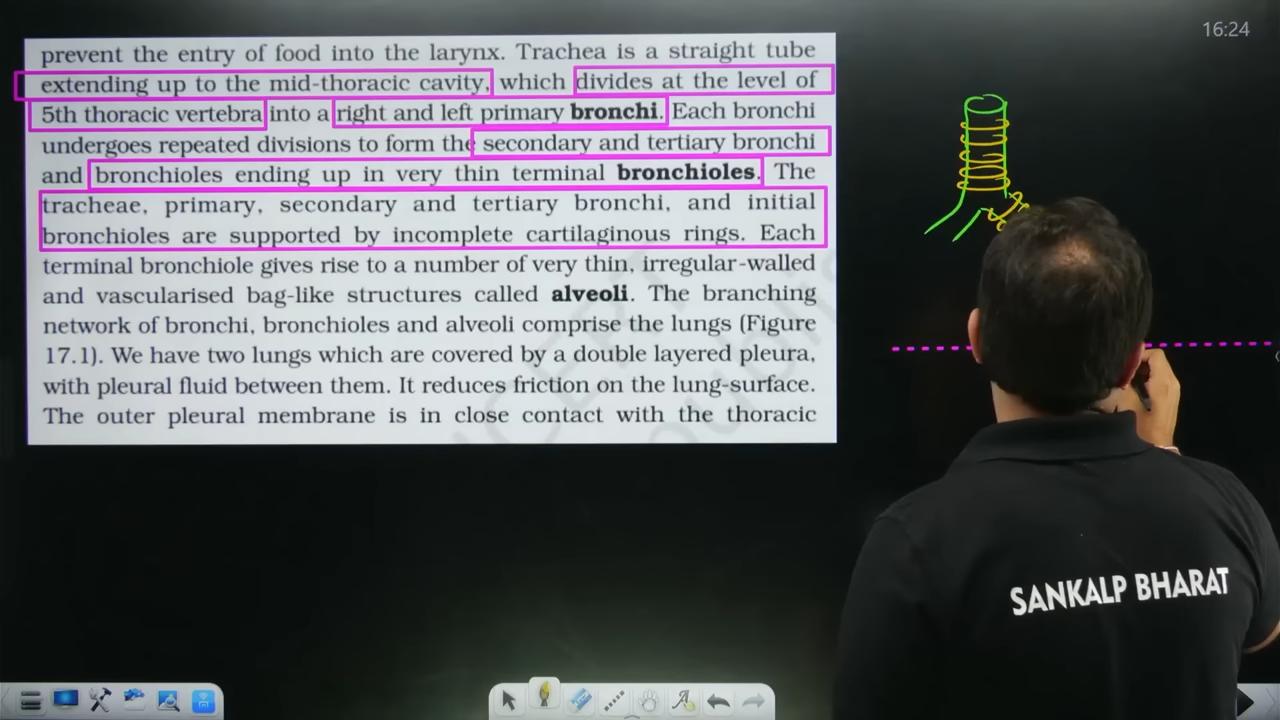 16:24
prevent the entry of food into the larynx. Trachea is a straight tube
extending up to the mid-thoracic cavity, which divides at the level of
5th thoracic vertebra into a right and left primary bronchi. Each bronchi
undergoes repeated divisions to form the secondary and tertiary bronchi
and bronchioles ending up in very thin terminal bronchioles. The
tracheae, primary, secondary and tertiary bronchi, and initial
bronchioles are supported by incomplete cartilaginous rings. Each
terminal bronchiole gives rise to a number of very thin, irregular-walled
and vascularised bag-like structures called alveoli. The branching
network of bronchi, bronchioles and alveoli comprise the lungs (Figure
17.1). We have two lungs which are covered by a double layered pleura,
with pleural fluid between them. It reduces friction on the lung-surface.
The outer pleural membrane is in close contact with the thoracic
SANKALP BHARAT